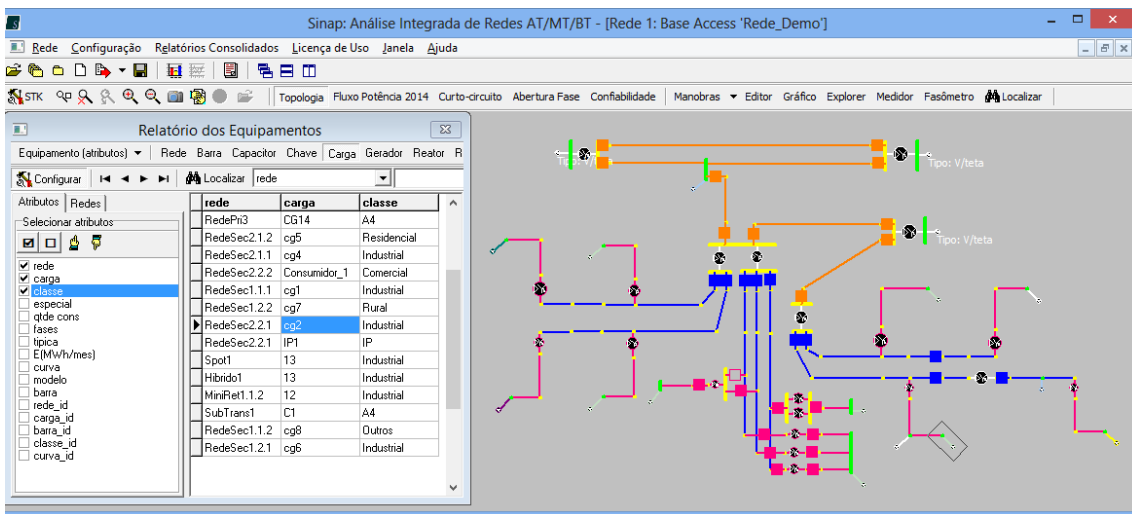 Sinap: Análise Integrada de Redes AT/MT/BT - [Rede 1: Base Access 'Rede_Demo']
Rede Configuração Relatórios Consolidados Licença de Uso Janela Ajuda
STK Topologia Fluxo Potência 2014 Curto-circuito Abertura Fase Confiabilidade Manobras Editor Gráfico Explorer Medidor Fasômetro Localizar
Relatório dos Equipamentos
Equipamento (atributos) Rede Barra Capacitor Chave Carga Gerador Reator R
Configurar Localizar rede
Atributos Redes
Selecionar atributos
rede
carga
classe
especial
qtde cons
fases
tipica
E(MWh/mes)
curva
modelo
barra
rede_id
carga_id
barra_id
classe_id
curva_id
rede carga classe
RedePri3 CG14 A4
RedeSec2.1.2 cg5 Residencial
RedeSec2.1.1 cg4 Industrial
RedeSec2.2.2 Consumidor_1 Comercial
RedeSec1.1.1 cg1 Industrial
RedeSec1.2.2 cg7 Rural
RedeSec2.2.1 cg2 Industrial
RedeSec2.2.1 IP1 IP
Spot1 13 Industrial
Hibrido1 13 Industrial
MiniRet1.1.2 12 Industrial
SubTrans1 C1 A4
RedeSec1.1.2 cg8 Outros
RedeSec1.2.1 cg6 Industrial
Tipo: V/teta
Tipo: V/teta